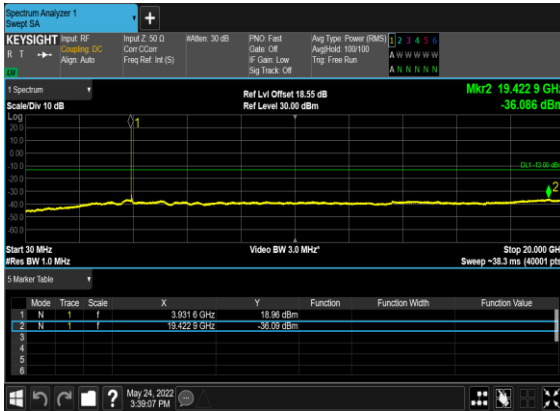 Spectrum Analyzer 1
Swept SA
+
KEYSIGHT
R T
Input: RF
Coupling: DC
Align: Auto
Input Z: 50 Ω
Corr CCorr
Freq Ref: Int (S)
#Atten: 30 dB
PNO: Fast
Gate: Off
IF Gain: Low
Sig Track: Off
Avg Type: Power (RMS)
Avg|Hold: 100/100
Trig: Free Run
1 2 3 4 5 6
A W W W W W
A N N N N N
1 Spectrum
Scale/Div 10 dB
Ref Lvl Offset 18.55 dB
Ref Level 30.00 dBm
Mkr2 19.422 9 GHz
-36.086 dBm
Log
20.0
10.0
0.00
-10.0
-20.0
-30.0
-40.0
-50.0
-60.0
1
DL1 -13.00 dBm
2
Start 30 MHz
#Res BW 1.0 MHz
Video BW 3.0 MHz*
Stop 20.000 GHz
Sweep ~38.3 ms (40001 pts)
5 Marker Table
Mode Trace Scale X Y Function Function Width Function Value
1 N 1 f 3.931 6 GHz 18.96 dBm
2 N 1 f 19.422 9 GHz -36.09 dBm
3
4
5
6
?
May 24, 2022
3:39:07 PM